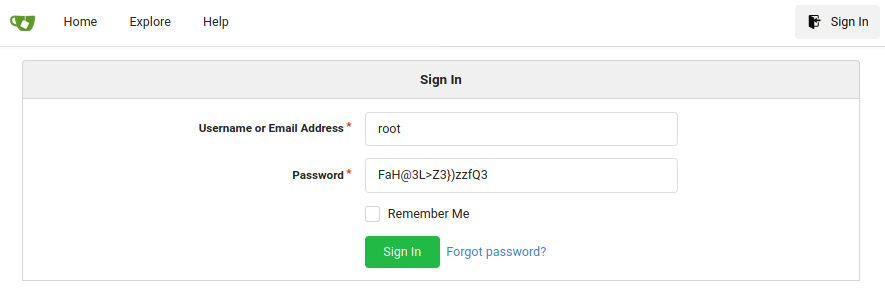 Home Explore Help Sign In
Sign In
Username or Email Address * root
Password * FaH@3L>Z3})zzfQ3
Remember Me
Sign In Forgot password?